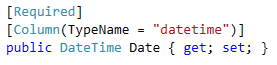 [Required]
[Column(TypeName = "datetime")]
public DateTime Date { get; set; }